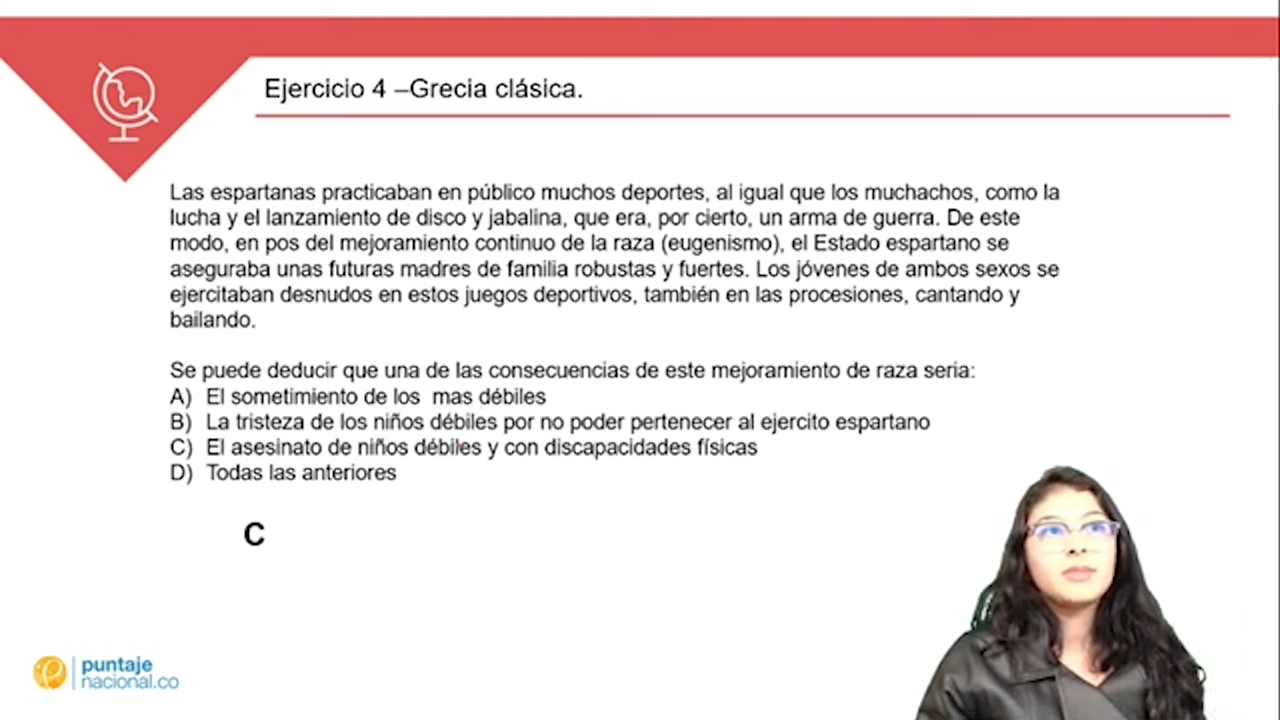 Ejercicio 4 –Grecia clásica.
Las espartanas practicaban en público muchos deportes, al igual que los muchachos, como la
lucha y el lanzamiento de disco y jabalina, que era, por cierto, un arma de guerra. De este
modo, en pos del mejoramiento continuo de la raza (eugenismo), el Estado espartano se
aseguraba unas futuras madres de familia robustas y fuertes. Los jóvenes de ambos sexos se
ejercitaban desnudos en estos juegos deportivos, también en las procesiones, cantando y
bailando.
Se puede deducir que una de las consecuencias de este mejoramiento de raza seria:
A) El sometimiento de los mas débiles
B) La tristeza de los niños débiles por no poder pertenecer al ejercito espartano
C) El asesinato de niños débiles y con discapacidades físicas
D) Todas las anteriores
C
puntaje
nacional.co